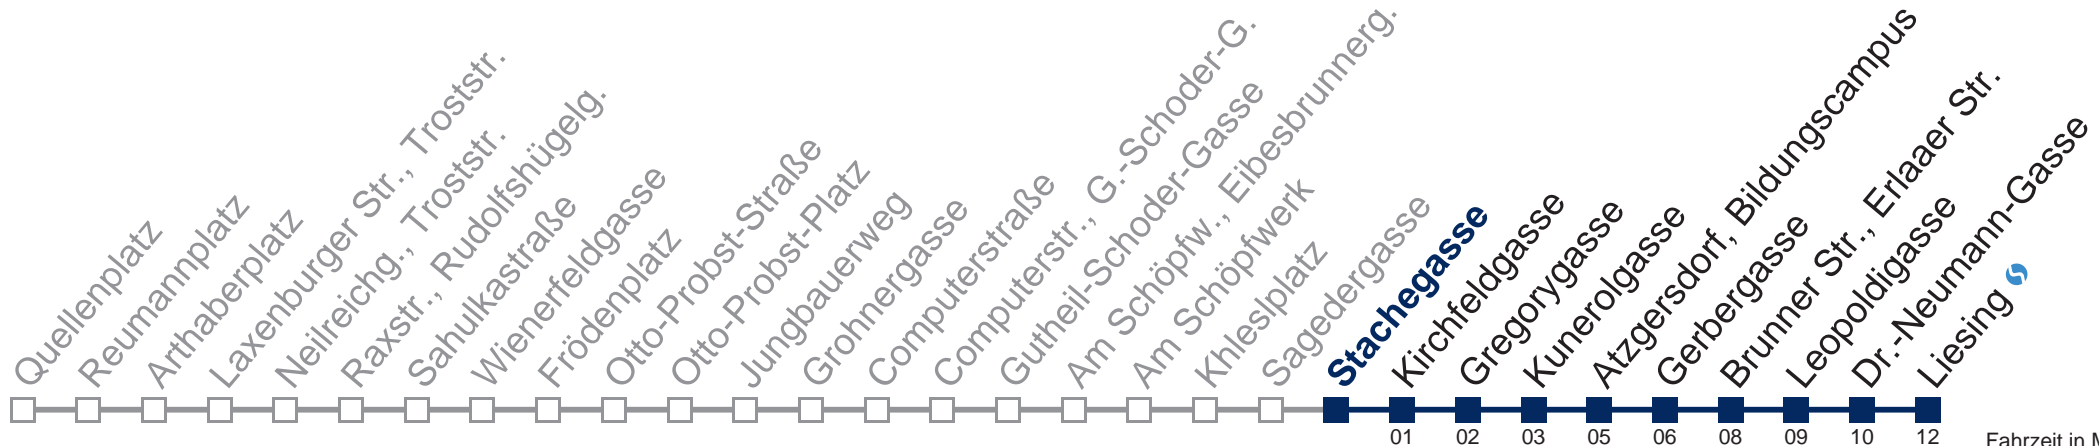 Quellenplatz
Reumannplatz
Arthaberplatz
Laxenburger Str., Troststr.
Neilreichg., Troststr.
Raxstr., Rudolfshügelg.
Sahulkastraße
Wienerfeldgasse
Frödenplatz
Otto-Probst-Straße
Otto-Probst-Platz
Jungbauerweg
Grohnergasse
Computerstraße
Computerstr., G.-Schoder-G.
Gutheil-Schoder-Gasse
Am Schöpfw., Eibesbrunnerg.
Am Schöpfwerk
Khleslplatz
Sagedergasse
Stachegasse
Kirchfeldgasse
Gregorygasse
Kunerolgasse
Atzgersdorf, Bildungscampus
Gerbergasse
Brunner Str., Erlaaer Str.
Leopoldigasse
Dr.-Neumann-Gasse
Liesing
01 02 03 05 06 08 09 10 12
Fahrzeit in M